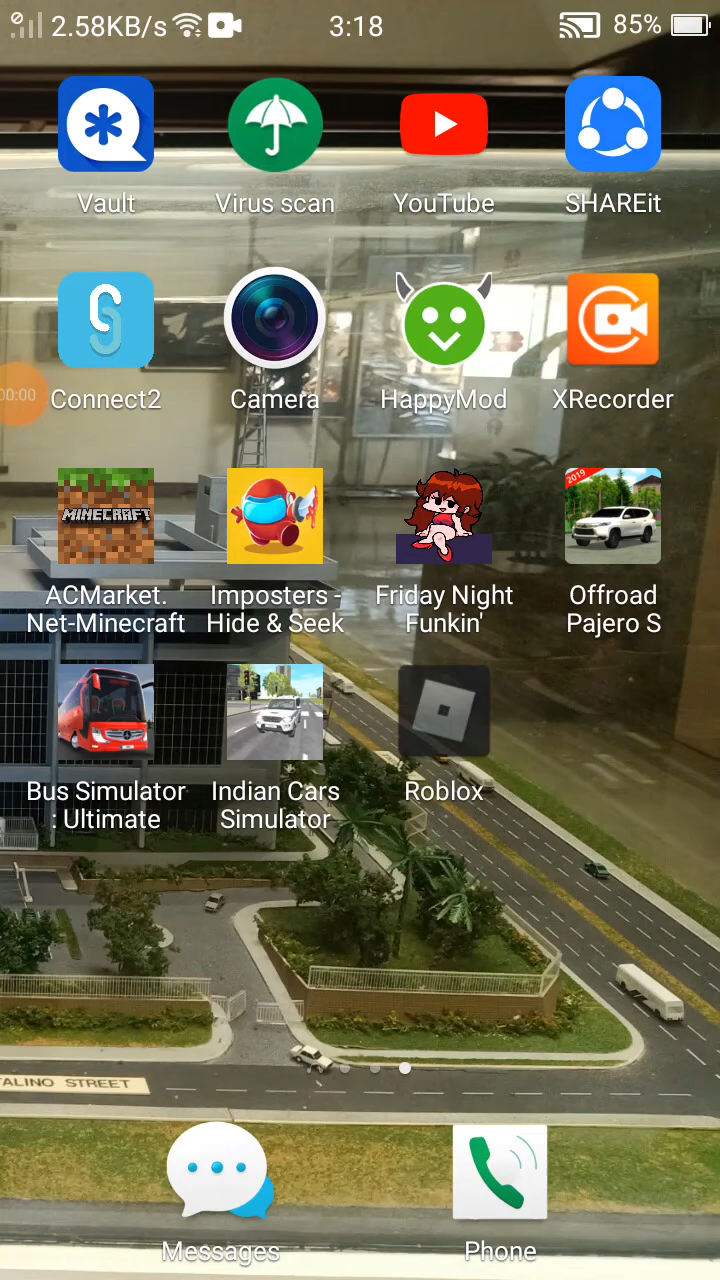 2.58KB/s 3:18 85%
Vault Virus scan YouTube SHAREit
00:00
Connect2 Camera HappyMod XRecorder
MINECRAFT
2019
ACMarket. Imposters - Friday Night Offroad
Net-Minecraft Hide & Seek Funkin' Pajero S
Bus Simulator Indian Cars Roblox
: Ultimate Simulator
TALINO STREET
Messages Phone